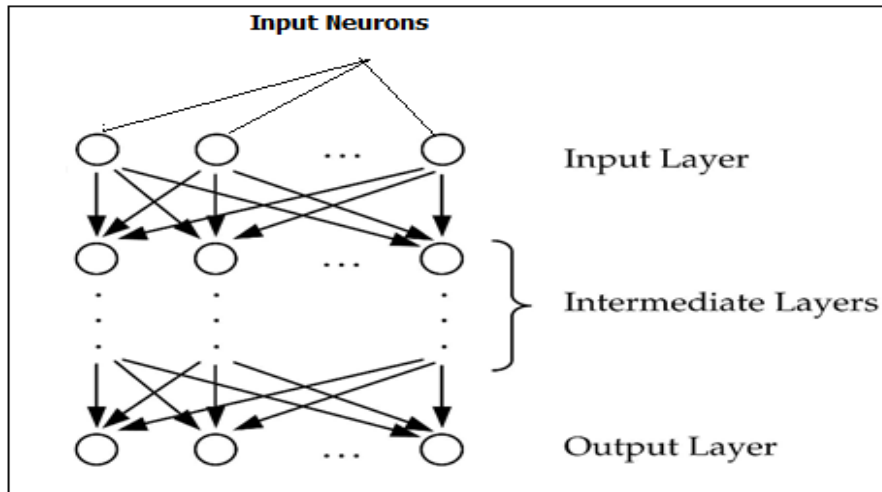 Input Neurons
... Input Layer
...
Intermediate Layers
... Output Layer